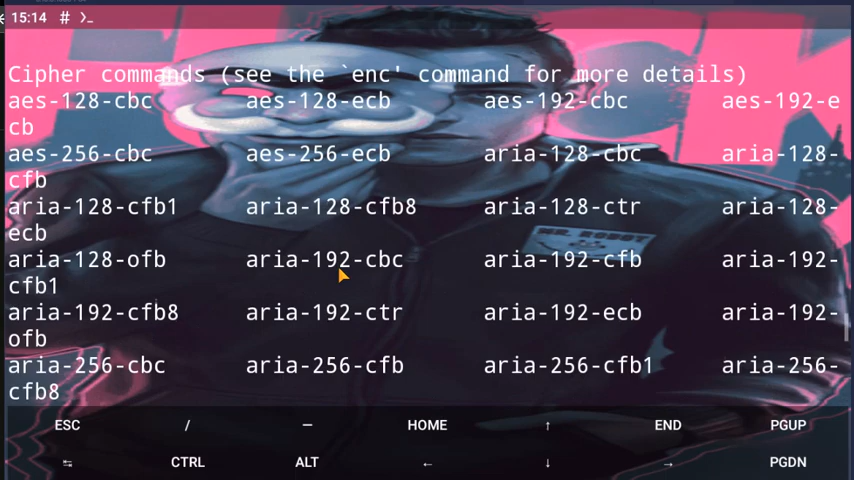 15:14 # >_
Cipher commands (see the `enc' command for more details)
aes-128-cbc aes-128-ecb aes-192-cbc aes-192-e
cb
aes-256-cbc aes-256-ecb aria-128-cbc aria-128-
cfb
aria-128-cfb1 aria-128-cfb8 aria-128-ctr aria-128-
ecb
aria-128-ofb aria-192-cbc aria-192-cfb aria-192-
cfb1
aria-192-cfb8 aria-192-ctr aria-192-ecb aria-192-
ofb
aria-256-cbc aria-256-cfb aria-256-cfb1 aria-256-
cfb8
MR. ROBOT
ESC / — HOME ↑ END PGUP
↹ CTRL ALT ← ↓ → PGDN